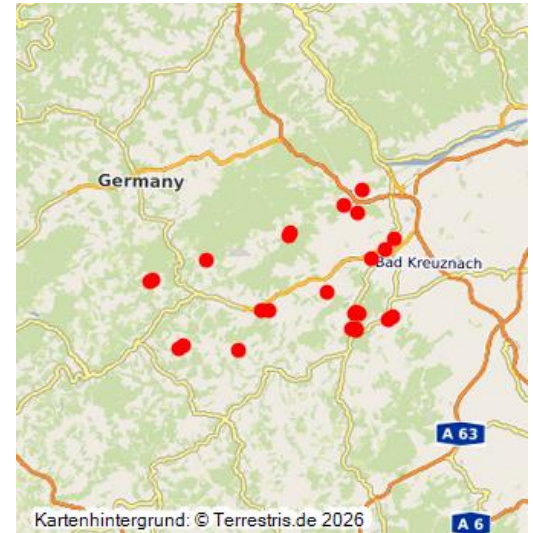 Germany
Bad Kreuznach
A 63
A 6
Kartenhintergrund: © Terrestris.de 2026